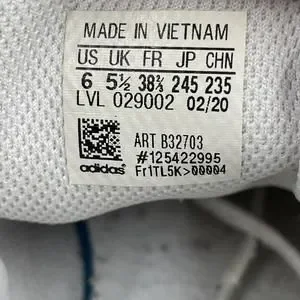 MADE IN VIETNAM
US UK FR JP CHN
6 5½ 38⅔ 245 235
LVL 029002 02/20
ART B32703
#125422995
adidas Fr1TL5K>00004